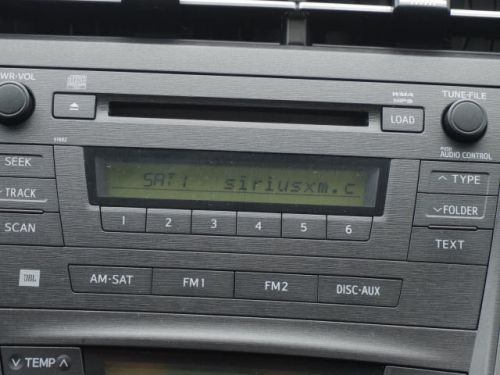 PWR·VOL
WMA
MP3
TUNE·FILE
LOAD
AUDIO CONTROL
SEEK
SAT1 siriusxm.c
∧ TYPE
∨ TRACK
∨ FOLDER
1 2 3 4 5 6
SCAN
TEXT
JBL
AM·SAT FM1 FM2 DISC·AUX
∨ TEMP ∧